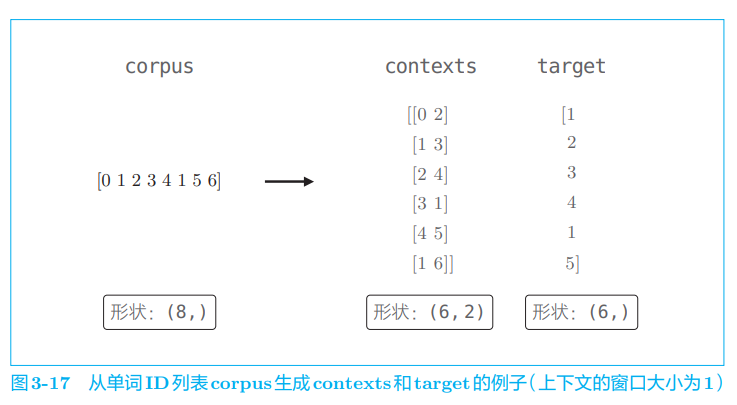 corpus contexts target
[[0 2] [1
[1 3] 2
[2 4] 3
[0 1 2 3 4 1 5 6]
[3 1] 4
[4 5] 1
[1 6]] 5]
形状：(8,) 形状：(6, 2) 形状：(6,)
图3-17 从单词ID列表corpus生成contexts和target的例子（上下文的窗口大小为1）